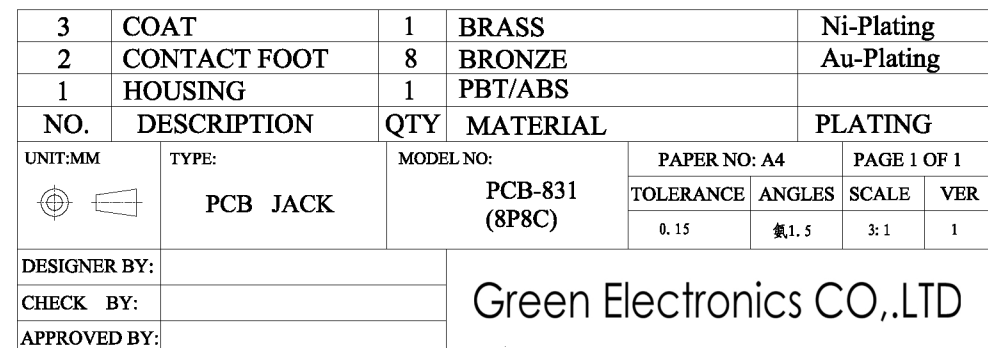 3 COAT 1 BRASS Ni-Plating
2 CONTACT FOOT 8 BRONZE Au-Plating
1 HOUSING 1 PBT/ABS
NO. DESCRIPTION QTY MATERIAL PLATING
UNIT:MM TYPE: MODEL NO: PAPER NO: A4 PAGE 1 OF 1
PCB JACK PCB-831 TOLERANCE ANGLES SCALE VER
(8P8C) 0.15 氨1.5 3:1 1
DESIGNER BY:
CHECK BY: Green Electronics CO,.LTD
APPROVED BY: